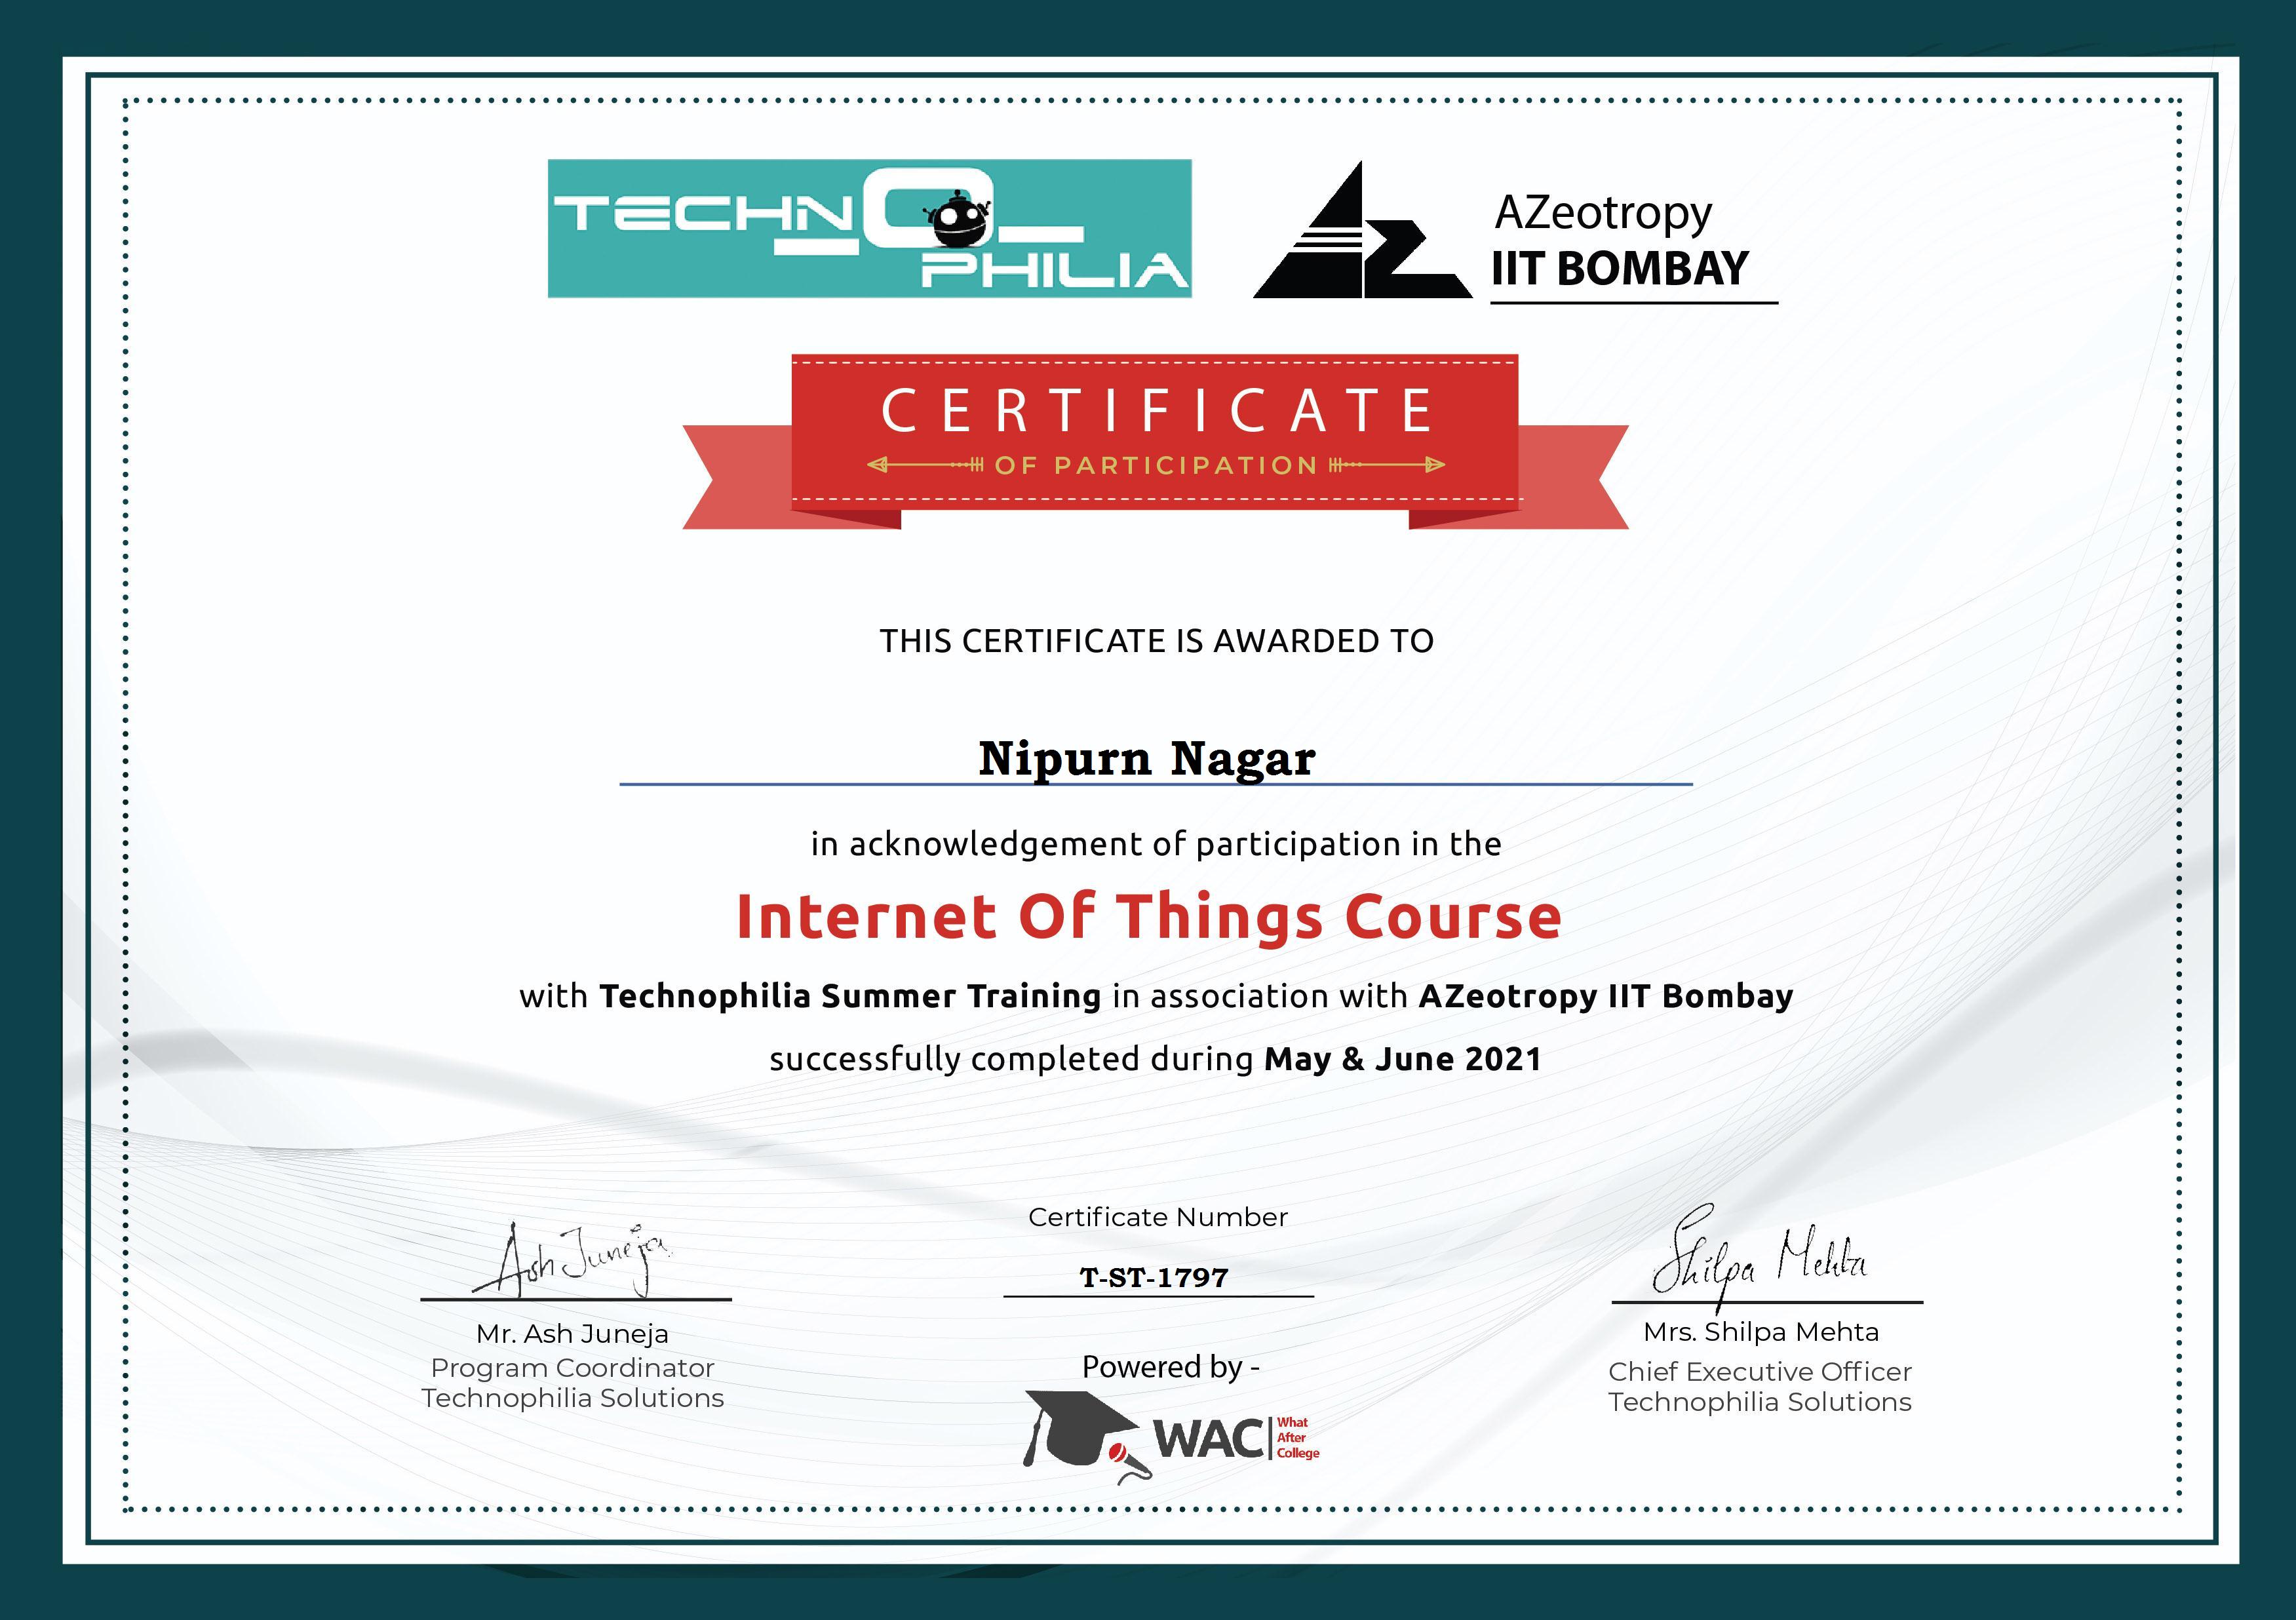 TECHNOPHILIA
AZeotropy
IIT BOMBAY
CERTIFICATE
OF PARTICIPATION
THIS CERTIFICATE IS AWARDED TO
Nipurn Nagar
in acknowledgement of participation in the
Internet Of Things Course
with Technophilia Summer Training in association with AZeotropy IIT Bombay
successfully completed during May & June 2021
Ash Juneja
Mr. Ash Juneja
Program Coordinator
Technophilia Solutions
Certificate Number
T-ST-1797
Powered by -
WAC
What
After
College
Shilpa Mehta
Mrs. Shilpa Mehta
Chief Executive Officer
Technophilia Solutions